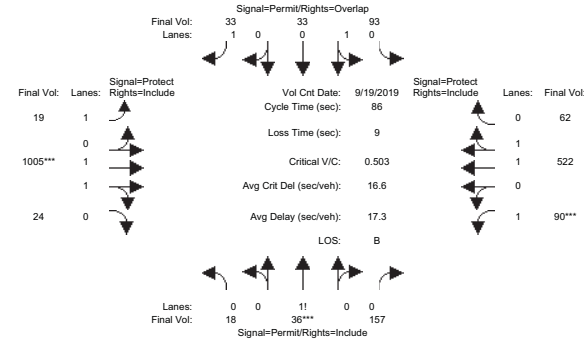 Signal=Permit/Rights=Overlap
Final Vol: 33 33 93
Lanes: 1 0 0 1 0
Signal=Protect
Final Vol: Lanes: Rights=Include
Vol Cnt Date: 9/19/2019
Signal=Protect
Rights=Include Lanes: Final Vol:
Cycle Time (sec): 86
19 1
0 62
Loss Time (sec): 9
0
1
1005*** 1
Critical V/C: 0.503
1 522
1
Avg Crit Del (sec/veh): 16.6
0
24 0
Avg Delay (sec/veh): 17.3
1 90***
LOS: B
Lanes: 0 0 1! 0 0
Final Vol: 18 36*** 157
Signal=Permit/Rights=Include